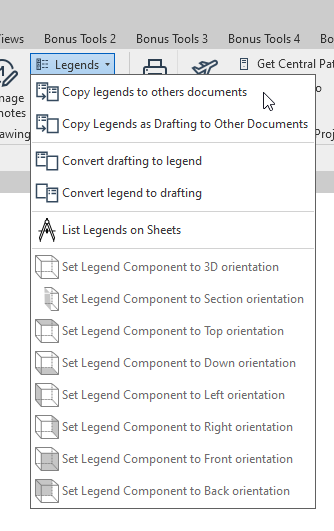 iews Bonus Tools 2 Bonus Tools 3 Bonus Tools 4 Bonus
Legends Get Central Pat
nage
notes
rawing
o
Proj
Copy legends to others documents
Copy Legends as Drafting to Other Documents
Convert drafting to legend
Convert legend to drafting
List Legends on Sheets
Set Legend Component to 3D orientation
Set Legend Component to Section orientation
Set Legend Component to Top orientation
Set Legend Component to Down orientation
Set Legend Component to Left orientation
Set Legend Component to Right orientation
Set Legend Component to Front orientation
Set Legend Component to Back orientation